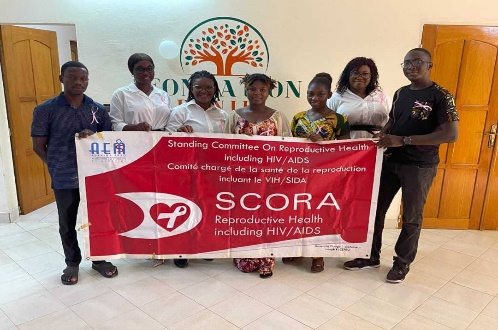 FONDATION
AEM
Standing Committee On Reproductive Health
including HIV/AIDS
Comité chargé de la santé de la reproduction
incluant le VIH/SIDA
SCORA
Reproductive Health
including HIV/AIDS